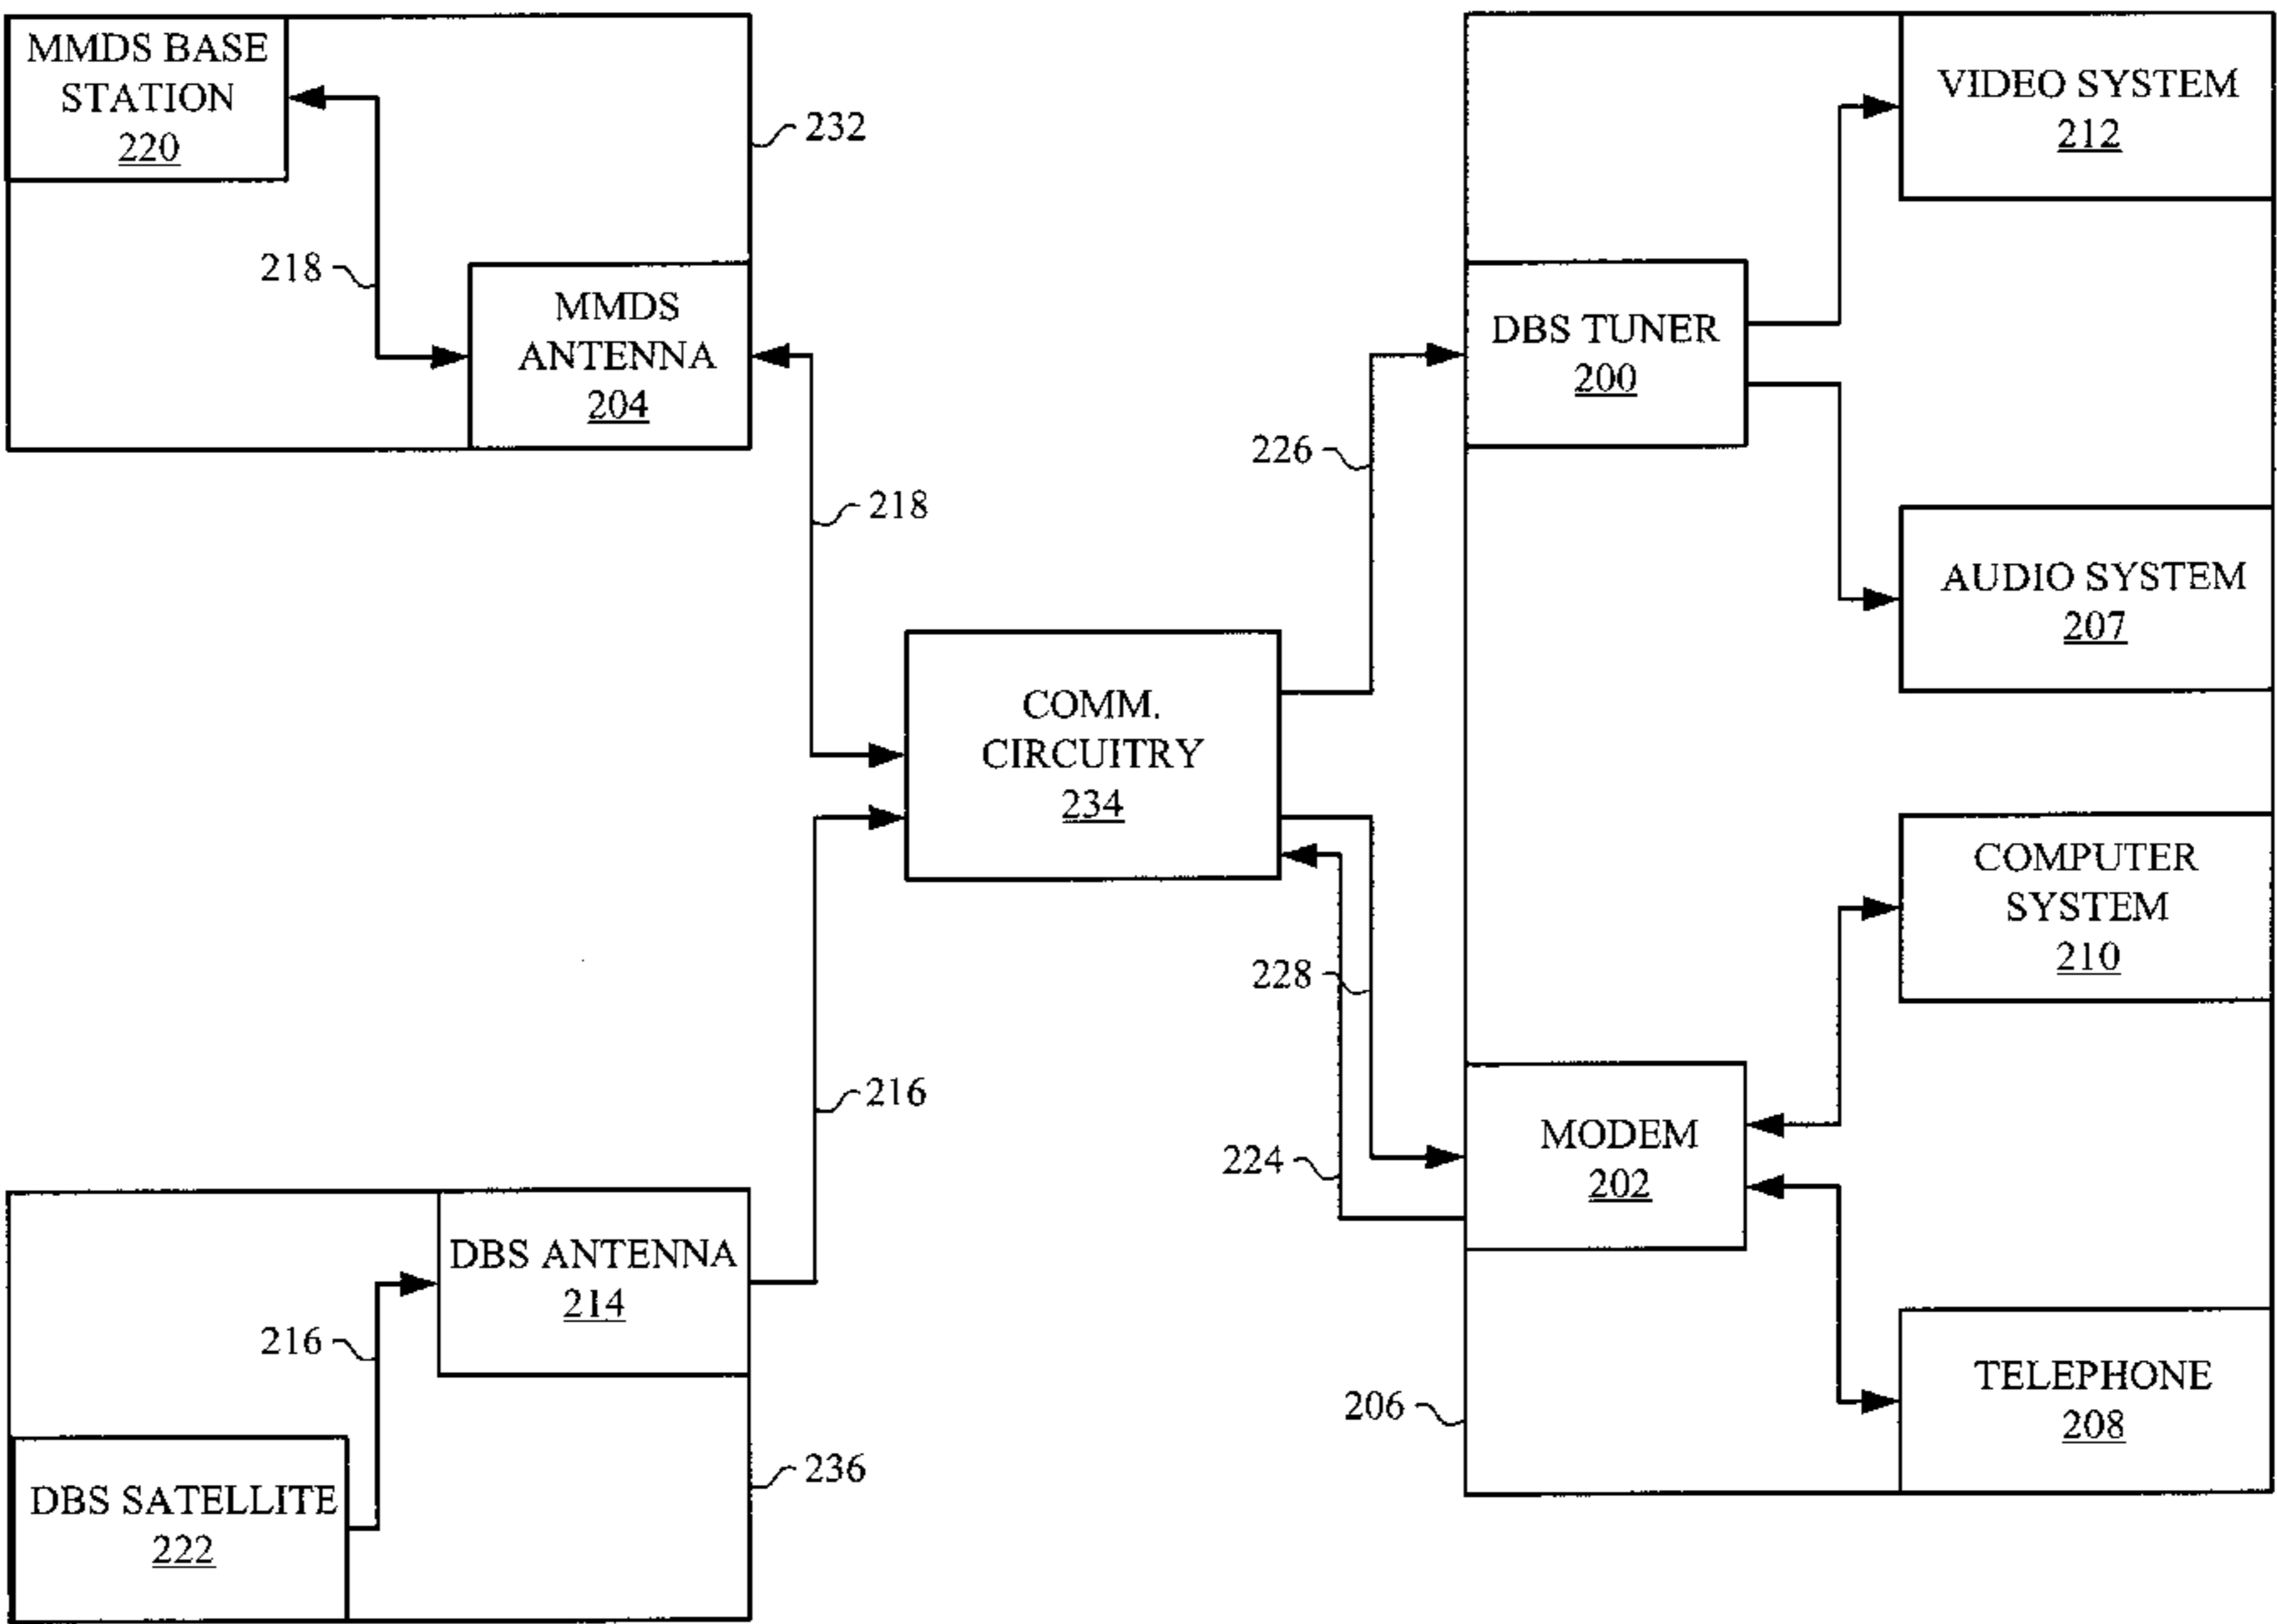 MMDS BASE
STATION
220
232
218
MMDS
ANTENNA
204
218
VIDEO SYSTEM
212
DBS TUNER
200
226
AUDIO SYSTEM
207
COMM.
CIRCUITRY
234
COMPUTER
SYSTEM
210
228
216
224
MODEM
202
DBS ANTENNA
214
216
206
TELEPHONE
208
236
DBS SATELLITE
222